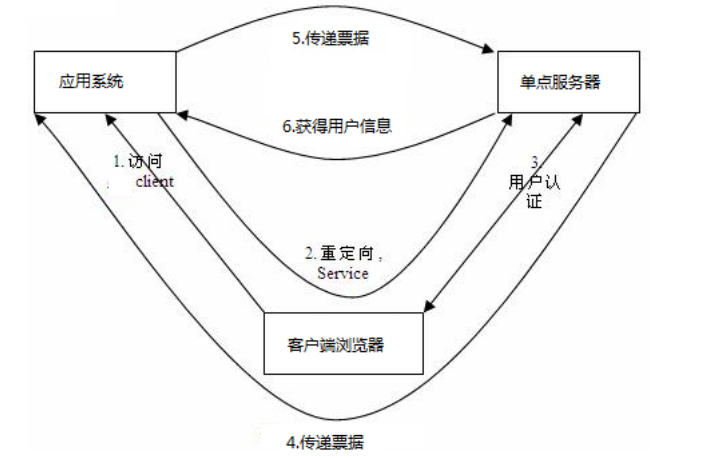 5.传递票据
应用系统
单点服务器
6.获得用户信息
1.访问
client
3.
用户认
证
2.重定向,
Service
客户端浏览器
4.传递票据